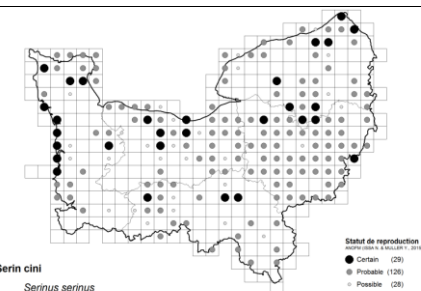 Statut de reproduction
Certain (29)
Probable (126)
Possible (28)
Serin cini
Serinus serinus